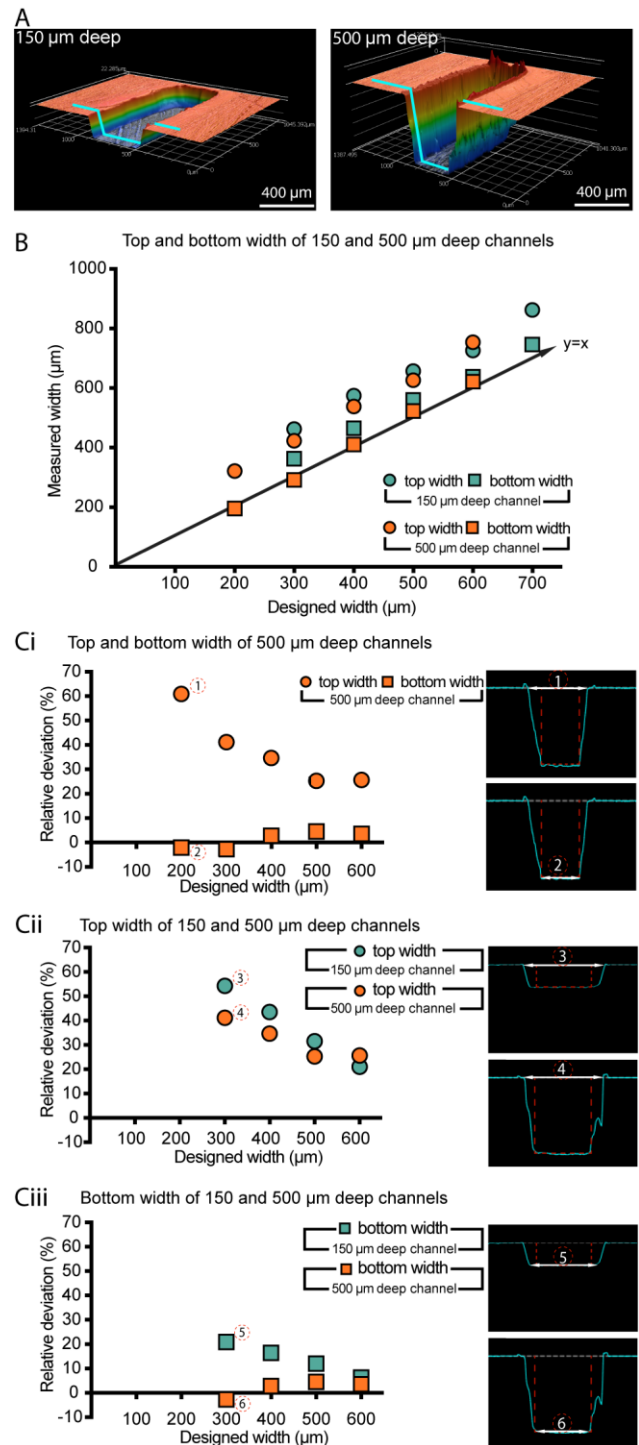 A
150 µm deep
22.285µm
1394.31
1000
500
0µm
0
500
1045.392µm
400 µm
500 µm deep
0
1387.495
1000
500
0µm
0
500
1040.300µm
400 µm
B
Top and bottom width of 150 and 500 µm deep channels
Measured width (µm)
1000
800
600
400
200
0
100 200 300 400 500 600 700
Designed width (µm)
y=x
top width bottom width
150 µm deep channel
top width bottom width
500 µm deep channel
Ci Top and bottom width of 500 µm deep channels
Relative deviation (%)
70
60
50
40
30
20
10
0
-10
100 200 300 400 500 600
Designed width (µm)
1
2
top width bottom width
500 µm deep channel
1
2
Cii Top width of 150 and 500 µm deep channels
Relative deviation (%)
70
60
50
40
30
20
10
0
-10
100 200 300 400 500 600
Designed width (µm)
3
4
top width
150 µm deep channel
top width
500 µm deep channel
3
4
Ciii Bottom width of 150 and 500 µm deep channels
Relative deviation (%)
70
60
50
40
30
20
10
0
-10
100 200 300 400 500 600
Designed width (µm)
5
6
bottom width
150 µm deep channel
bottom width
500 µm deep channel
5
6